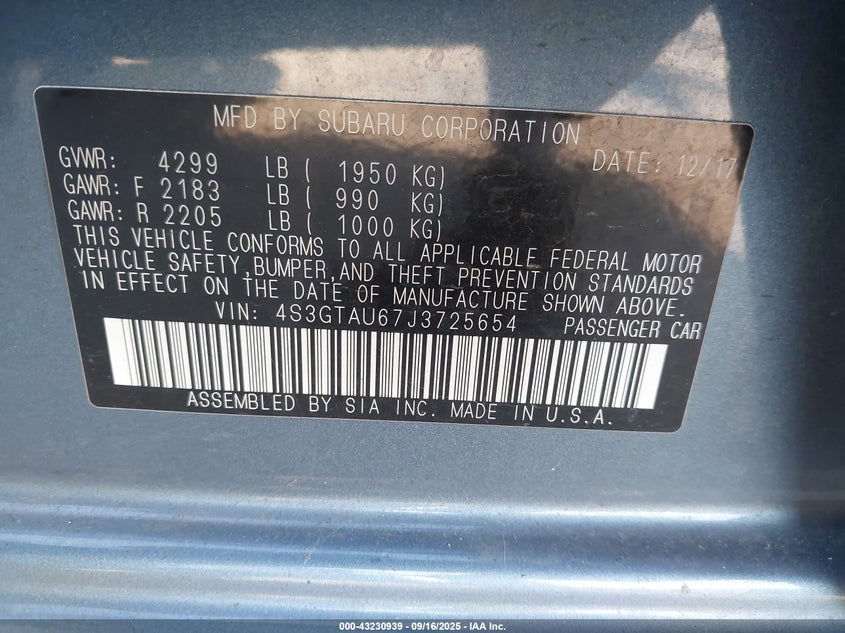 MFD BY SUBARU CORPORATION
GVWR: 4299 LB ( 1950 KG) DATE: 12/17
GAWR: F 2183 LB ( 990 KG)
GAWR: R 2205 LB ( 1000 KG)
THIS VEHICLE CONFORMS TO ALL APPLICABLE FEDERAL MOTOR
VEHICLE SAFETY,BUMPER,AND THEFT PREVENTION STANDARDS
IN EFFECT ON THE DATE OF MANUFACTURE SHOWN ABOVE.
VIN: 4S3GTAU67J3725654 PASSENGER CAR
ASSEMBLED BY SIA INC. MADE IN U.S.A.
000-43230939 - 09/16/2025 - IAA Inc.